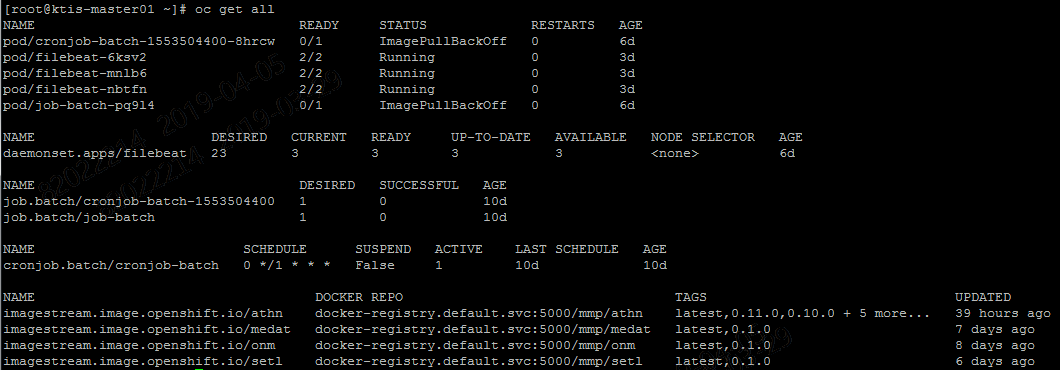 [root@ktis-master01 ~]# oc get all
NAME READY STATUS RESTARTS AGE
pod/cronjob-batch-1553504400-8hrcw 0/1 ImagePullBackOff 0 6d
pod/filebeat-6ksv2 2/2 Running 0 3d
pod/filebeat-mnlb6 2/2 Running 0 3d
pod/filebeat-nbtfn 2/2 Running 0 3d
pod/job-batch-pq9l4 0/1 ImagePullBackOff 0 6d
NAME DESIRED CURRENT READY UP-TO-DATE AVAILABLE NODE SELECTOR AGE
daemonset.apps/filebeat 23 3 3 3 3 <none> 6d
NAME DESIRED SUCCESSFUL AGE
job.batch/cronjob-batch-1553504400 1 0 10d
job.batch/job-batch 1 0 10d
NAME SCHEDULE SUSPEND ACTIVE LAST SCHEDULE AGE
cronjob.batch/cronjob-batch 0 */1 * * * False 1 10d 10d
NAME DOCKER REPO TAGS UPDATED
imagestream.image.openshift.io/athn docker-registry.default.svc:5000/mmp/athn latest,0.11.0,0.10.0 + 5 more... 39 hours ago
imagestream.image.openshift.io/medat docker-registry.default.svc:5000/mmp/medat latest,0.1.0 7 days ago
imagestream.image.openshift.io/onm docker-registry.default.svc:5000/mmp/onm latest,0.1.0 8 days ago
imagestream.image.openshift.io/setl docker-registry.default.svc:5000/mmp/setl latest,0.1.0 6 days ago